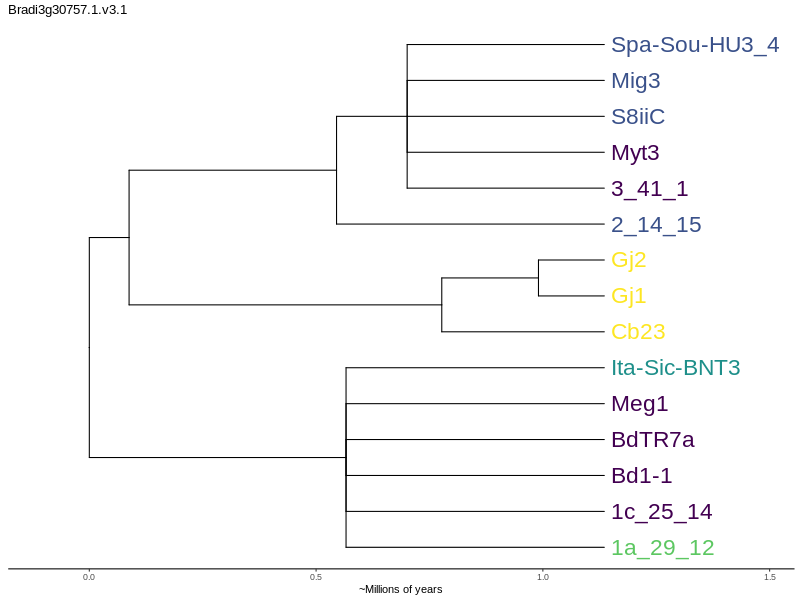 Bradi3g30757.1.v3.1
Spa-Sou-HU3_4
Mig3
S8iiC
Myt3
3_41_1
2_14_15
Gj2
Gj1
Cb23
Ita-Sic-BNT3
Meg1
BdTR7a
Bd1-1
1c_25_14
1a_29_12
0.0 0.5 1.0 1.5
~Millions of years